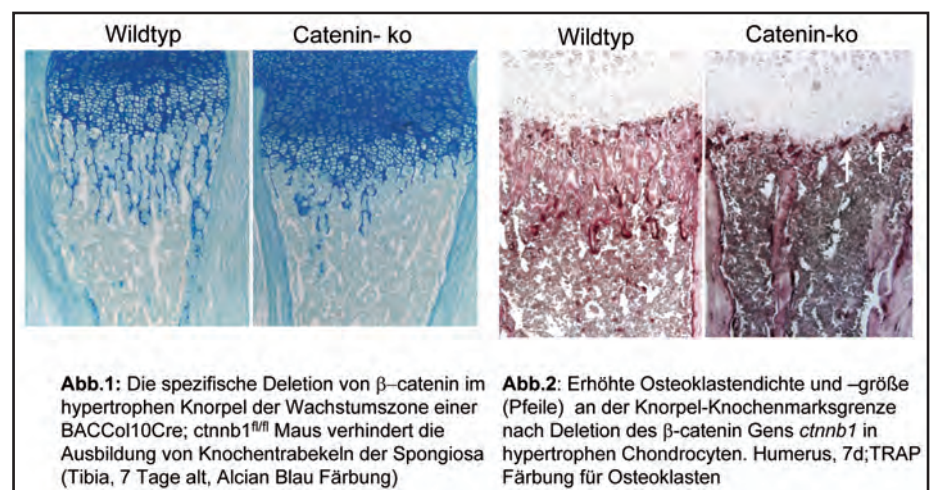 Wildtyp
Catenin- ko
Wildtyp
Catenin-ko
Abb.1: Die spezifische Deletion von β–catenin im
hypertrophen Knorpel der Wachstumszone einer
BACCol10Cre; ctnnb1fl/fl Maus verhindert die
Ausbildung von Knochentrabekeln der Spongiosa
(Tibia, 7 Tage alt, Alcian Blau Färbung)
Abb.2: Erhöhte Osteoklastendichte und –größe
(Pfeile) an der Knorpel-Knochenmarksgrenze
nach Deletion des β-catenin Gens ctnnb1 in
hypertrophen Chondrocyten. Humerus, 7d;TRAP
Färbung für Osteoklasten